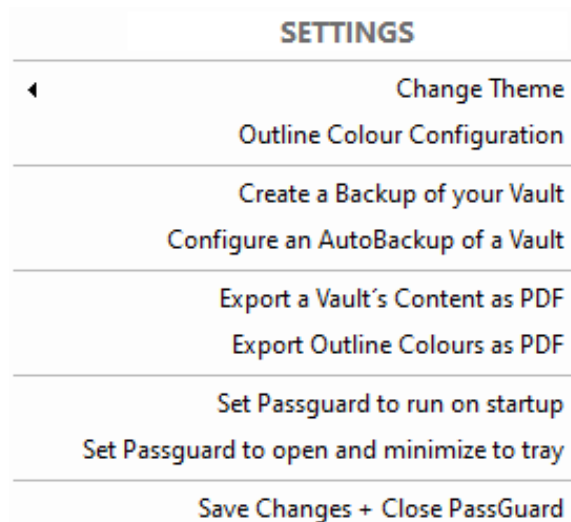 SETTINGS
Change Theme
Outline Colour Configuration
Create a Backup of your Vault
Configure an AutoBackup of a Vault
Export a Vault´s Content as PDF
Export Outline Colours as PDF
Set Passguard to run on startup
Set Passguard to open and minimize to tray
Save Changes + Close PassGuard